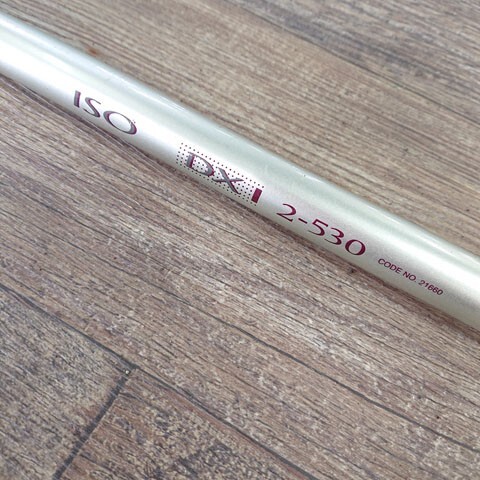 ISO DX I 2-530 CODE NO. 21660